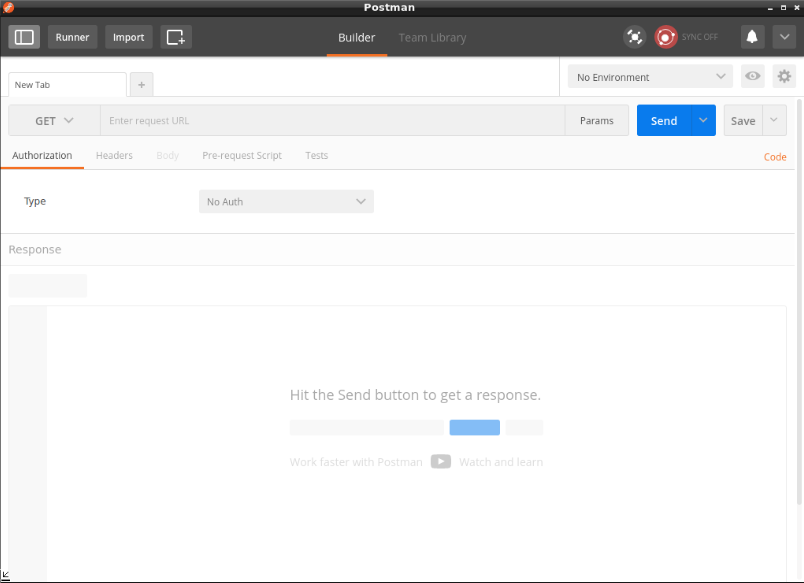 Postman
Runner Import Builder Team Library SYNC OFF
New Tab + No Environment
GET Enter request URL Params Send Save
Authorization Headers Body Pre-request Script Tests Code
Type No Auth
Response
Hit the Send button to get a response.
Work faster with Postman Watch and learn